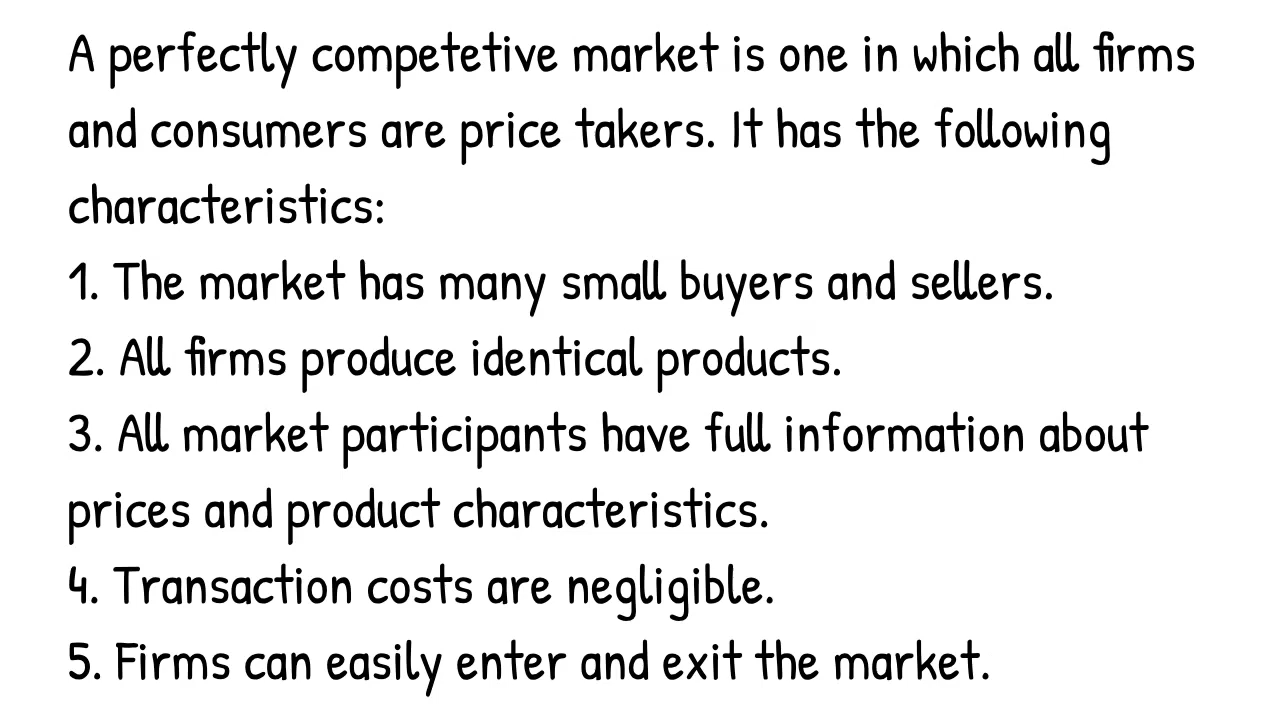 A perfectly competetive market is one in which all firms
and consumers are price takers. It has the following
characteristics:
1. The market has many small buyers and sellers.
2. All firms produce identical products.
3. All market participants have full information about
prices and product characteristics.
4. Transaction costs are negligible.
5. Firms can easily enter and exit the market.